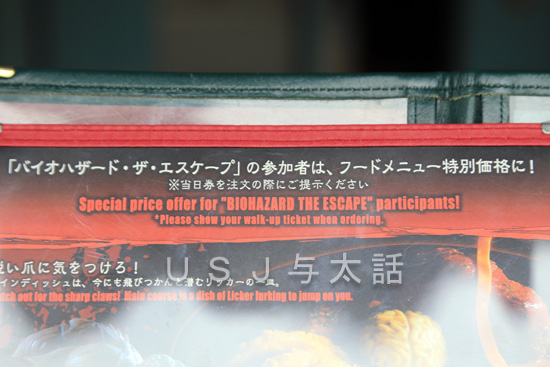 「バイオハザード・ザ・エスケープ」の参加者は、フードメニュー特別価格に！
※当日券を注文の際にご提示ください
Special price offer for "BIOHAZARD THE ESCAPE" participants!
*Please show your walk-up ticket when ordering.
い爪に気をつけろ！
USJ与太話
インディッシュは、今にも飛びつかんと潜むリッカーの一皿。
out for the sharp claws! Main course is a dish of Licker lurking to jump on you.